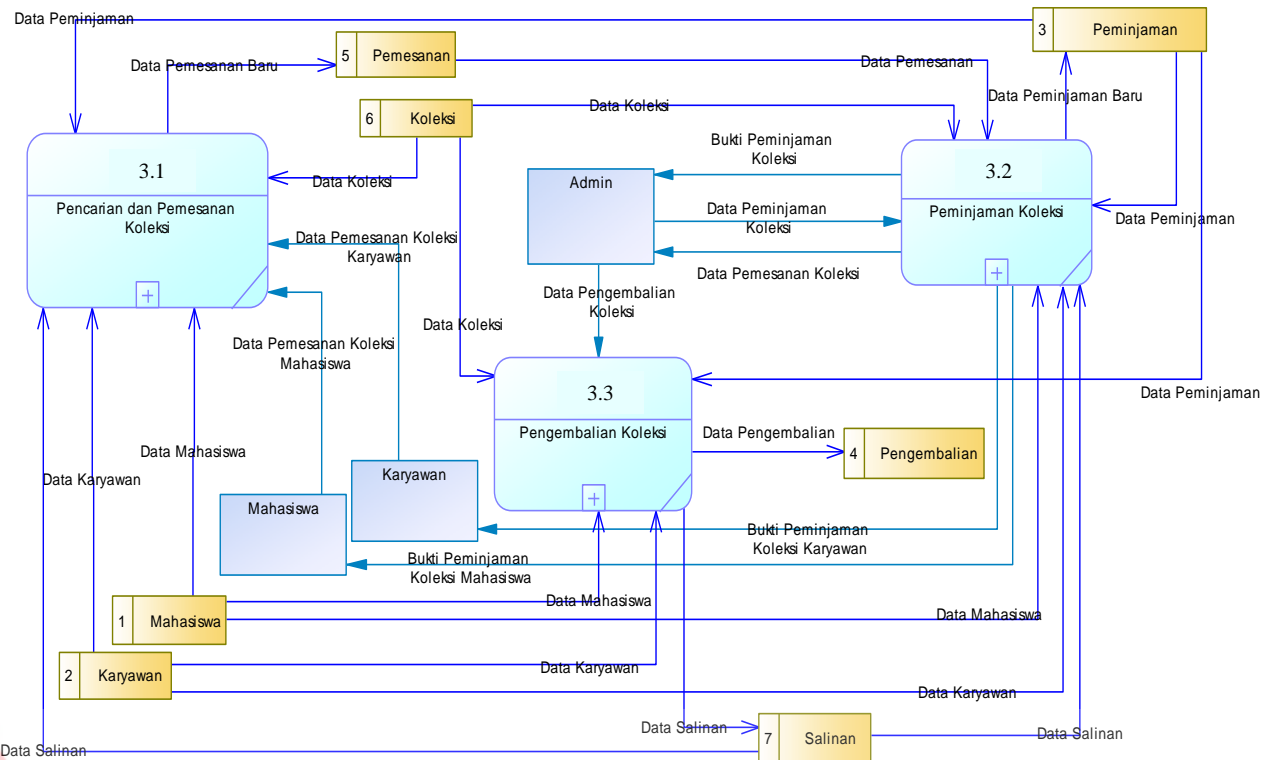 Data Peminjaman
3 Peminjaman
5 Pemesanan
Data Pemesanan Baru
Data Pemesanan
Data Peminjaman Baru
6 Koleksi
Data Koleksi
Bukti Peminjaman
Koleksi
3.1
Pencarian dan Pemesanan
Koleksi
Data Koleksi
Admin
3.2
Peminjaman Koleksi
Data Peminjaman
Koleksi
Data Peminjaman
Data Pemesanan Koleksi
Karyawan
Data Pemesanan Koleksi
Data Pengembalian
Koleksi
Data Koleksi
Data Pemesanan Koleksi
Mahasiswa
3.3
Pengembalian Koleksi
Data Peminjaman
Data Pengembalian
4 Pengembalian
Data Mahasiswa
Data Karyawan
Karyawan
Mahasiswa
Bukti Peminjaman
Koleksi Karyawan
Bukti Peminjaman
Koleksi Mahasiswa
Data Mahasiswa
Data Mahasiswa
1 Mahasiswa
2 Karyawan
Data Karyawan
Data Karyawan
Data Salinan
7 Salinan
Data Salinan
Data Salinan